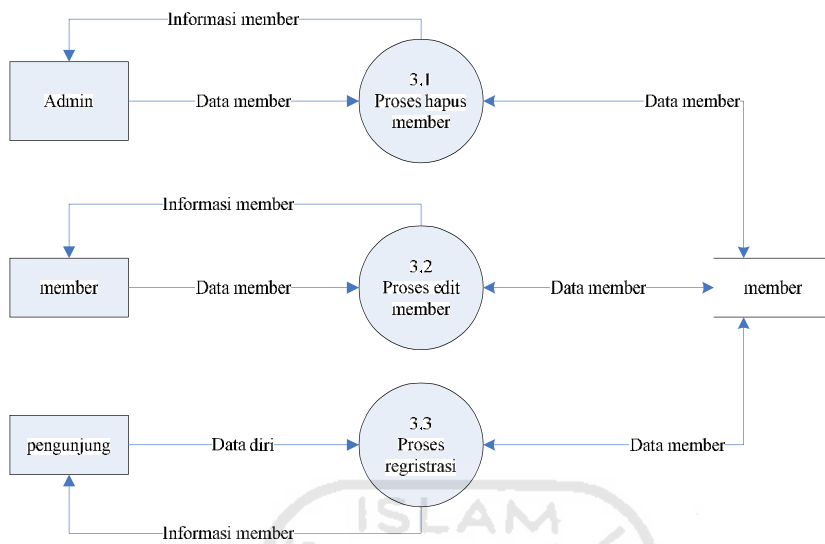 Informasi member
Admin
Data member
3.1
Proses hapus
member
Data member
Informasi member
member
Data member
3.2
Proses edit
member
Data member
member
pengunjung
Data diri
3.3
Proses
regristrasi
Data member
Informasi member
ISLAM